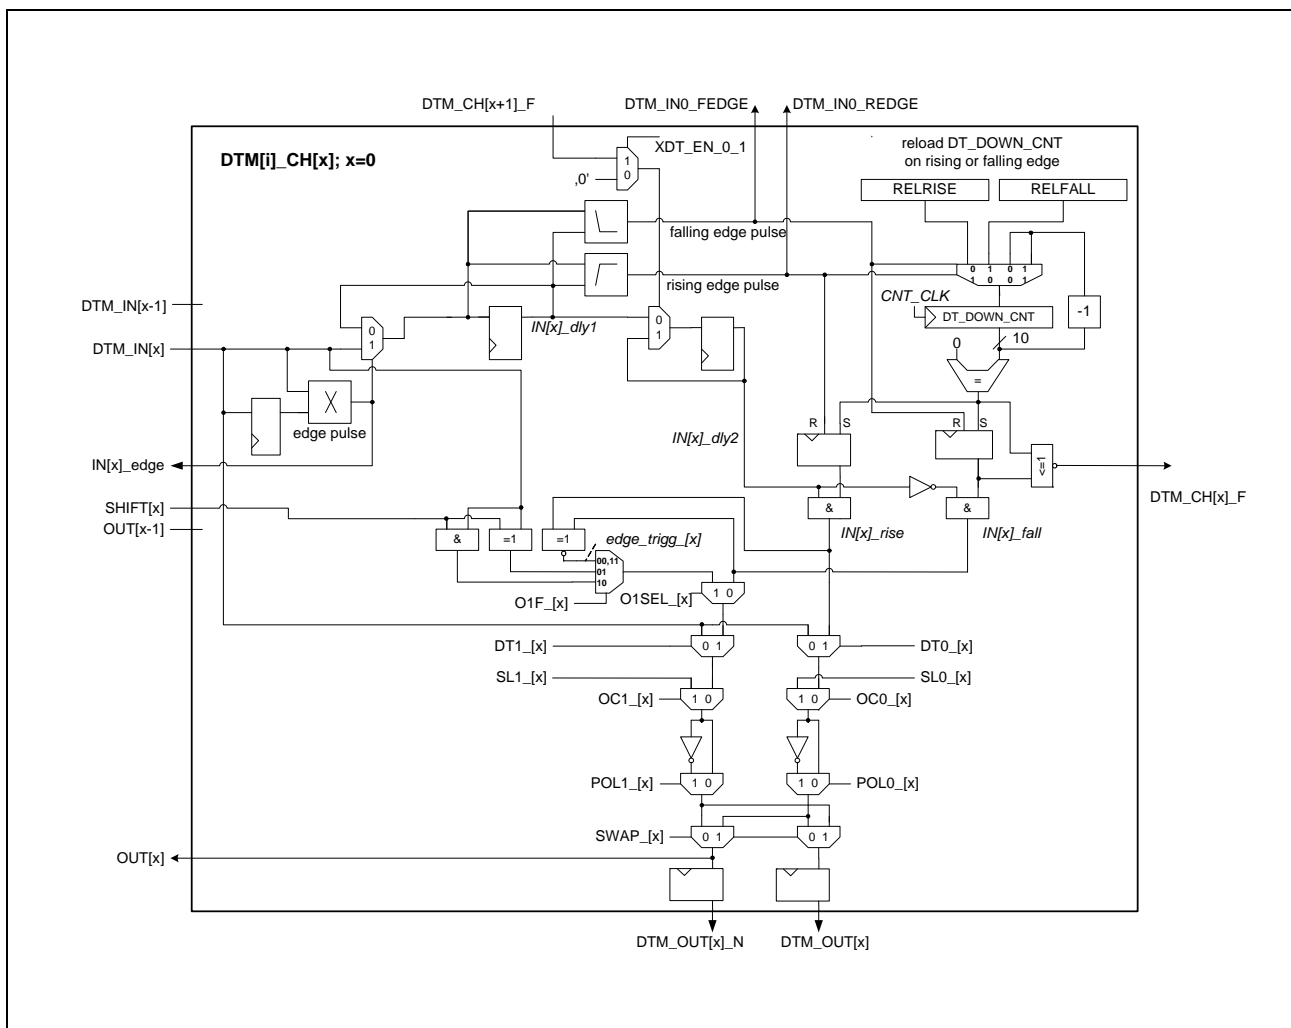 DTM_CH[x+1]_F
DTM_IN0_FEDGE
DTM_IN0_REDGE
DTM[i]_CH[x]; x=0
XDT_EN_0_1
reload DT_DOWN_CNT
on rising or falling edge
1
0
‚0'
RELRISE
RELFALL
falling edge pulse
0 1 0 1
1 0 0 1
rising edge pulse
CNT_CLK
DT_DOWN_CNT
-1
DTM_IN[x-1]
IN[x]_dly1
0
1
0
1
0
10
DTM_IN[x]
=
X
edge pulse
R S
R S
IN[x]_dly2
<=1
IN[x]_edge
DTM_CH[x]_F
SHIFT[x]
OUT[x-1]
&
=1
=1
edge_trigg_[x]
&
&
IN[x]_rise
IN[x]_fall
00,11
01
10
O1F_[x]
O1SEL_[x]
1 0
DT1_[x]
0 1
0 1
DT0_[x]
SL1_[x]
SL0_[x]
OC1_[x]
1 0
1 0
OC0_[x]
POL1_[x]
1 0
1 0
POL0_[x]
SWAP_[x]
0 1
0 1
OUT[x]
DTM_OUT[x]_N
DTM_OUT[x]